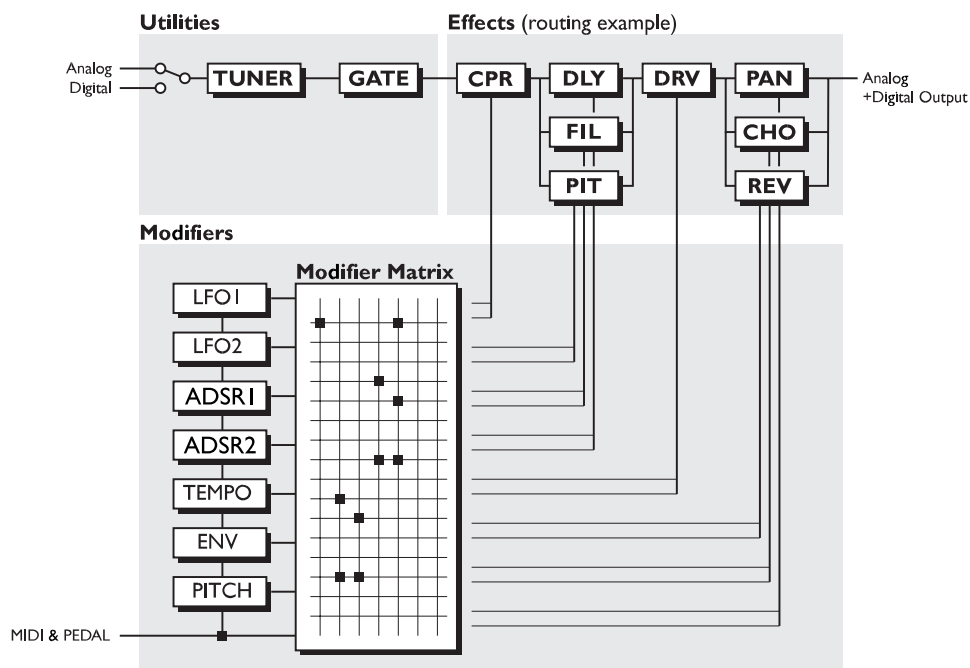 Utilities
Effects (routing example)
Analog
Digital
TUNER
GATE
CPR
DLY
DRV
PAN
Analog
+Digital Output
FIL
CHO
PIT
REV
Modifiers
Modifier Matrix
LFO1
LFO2
ADSR1
ADSR2
TEMPO
ENV
PITCH
MIDI & PEDAL